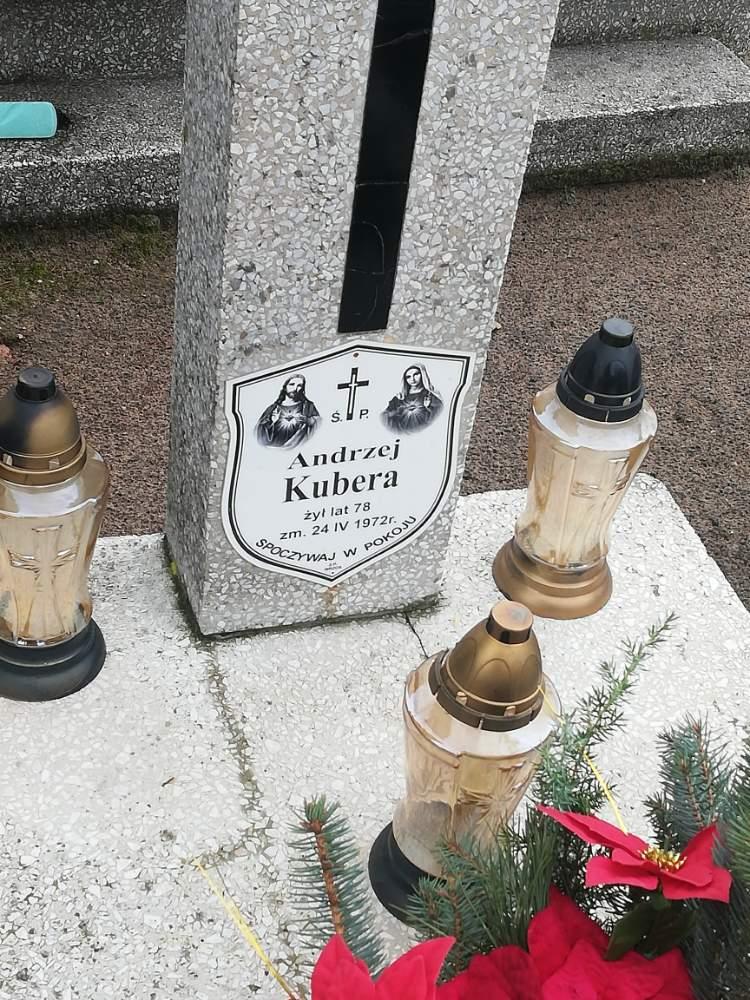 Ś. P.
Andrzej
Kubera
żył lat 78
zm. 24 IV 1972r.
SPOCZYWAJ W POKOJU